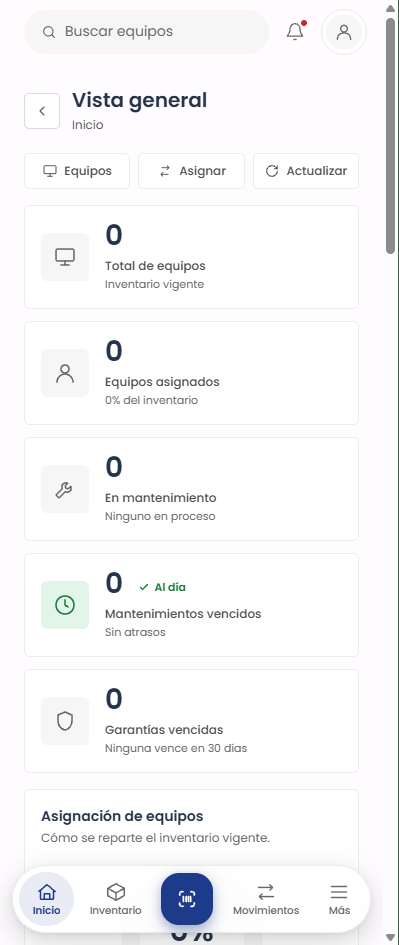 Buscar equipos
Vista general
Inicio
Equipos
Asignar
Actualizar
0
Total de equipos
Inventario vigente
0
Equipos asignados
0% del inventario
0
En mantenimiento
Ninguno en proceso
0 Al día
Mantenimientos vencidos
Sin atrasos
0
Garantías vencidas
Ninguna vence en 30 días
Asignación de equipos
Cómo se reparte el inventario vigente.
0%
Inicio
Inventario
Movimientos
Más